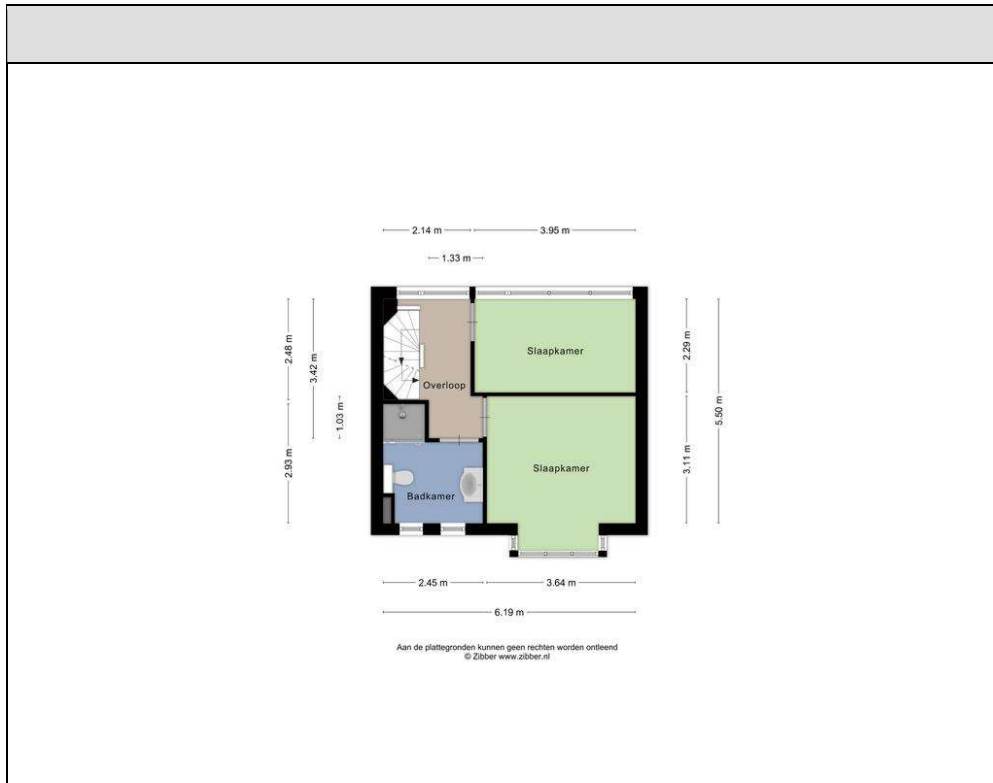 2.14 m
3.95 m
1.33 m
2.48 m
3.42 m
1.03 m
2.93 m
Slaapkamer
Overloop
Slaapkamer
Badkamer
2.29 m
5.50 m
3.11 m
2.45 m
3.64 m
6.19 m
Aan de plattegronden kunnen geen rechten worden ontleend
© Zibber www.zibber.nl